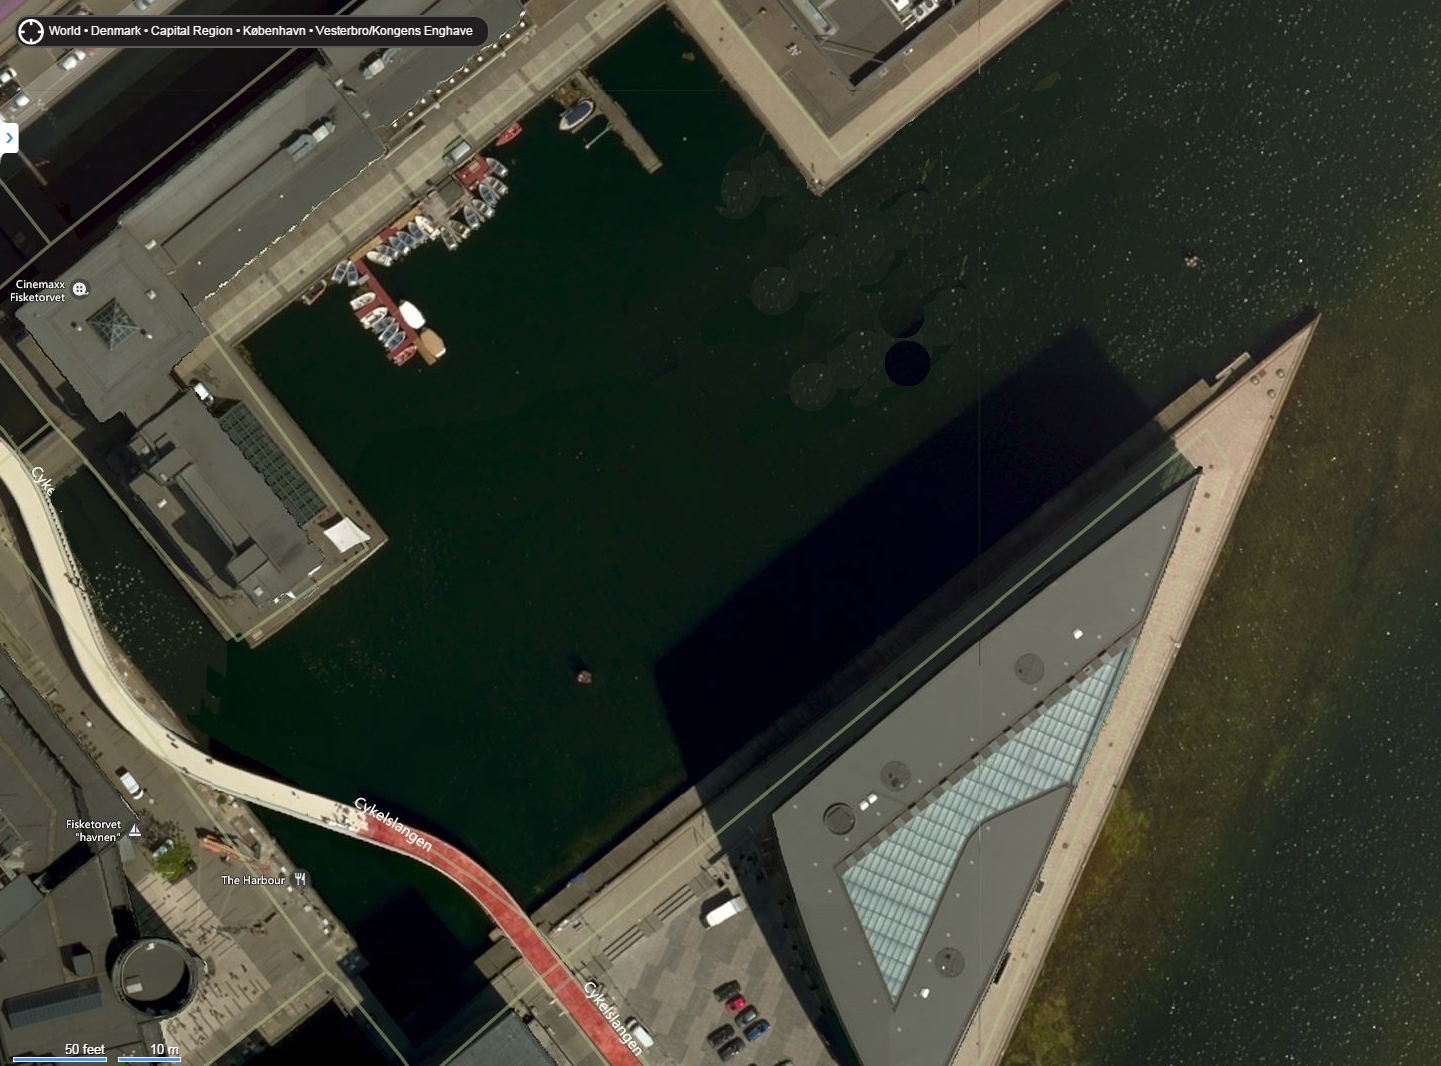 World • Denmark • Capital Region • København • Vesterbro/Kongens Enghave
Cinemaxx
Fisketorvet
Cyke
Cykelslangen
Fisketorvet
"havnen"
The Harbour
Cykelslangen
50 feet
10 m